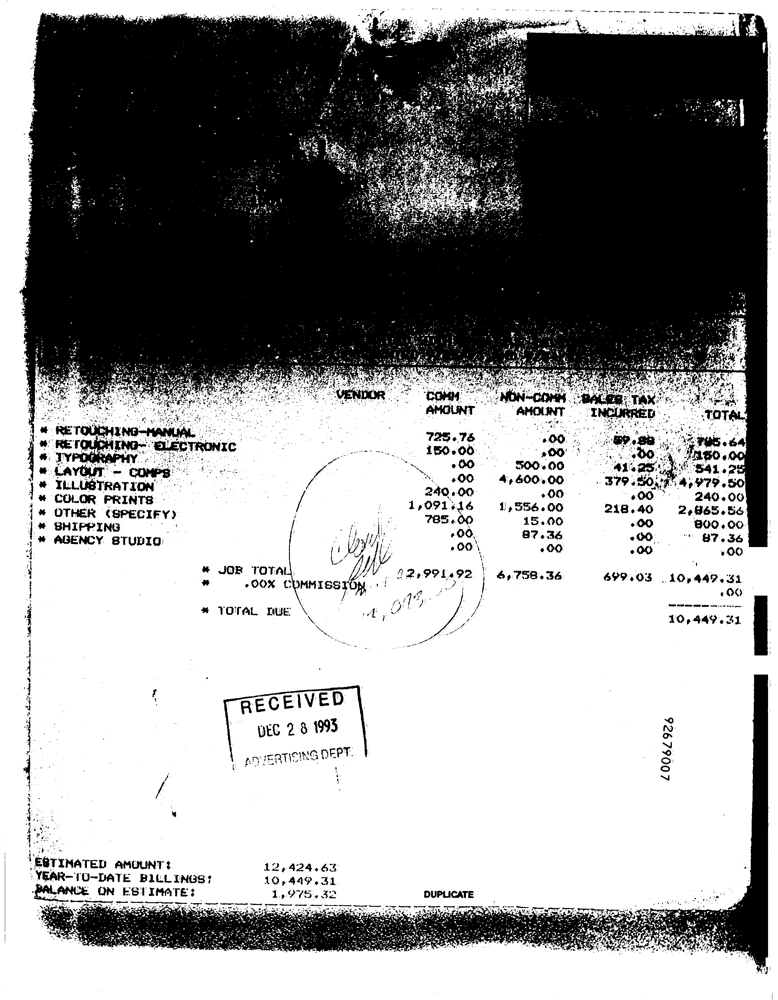 VENDOR COMM AMOUNT NON-COMM AMOUNT SALES TAX INCURRED TOTAL
* RETOUCHING-MANUAL 725.76 .00 59.88 785.64
* RETOUCHING- ELECTRONIC 150.00 .00 .00 150.00
* TYPOGRAPHY .00 500.00 41.25 541.25
* LAYOUT - COMPS .00 4,600.00 379.50 4,979.50
* ILLUSTRATION 240.00 .00 .00 240.00
* COLOR PRINTS 1,091.16 1,556.00 218.40 2,865.56
* OTHER (SPECIFY) 785.00 15.00 .00 800.00
* SHIPPING .00 87.36 .00 87.36
* AGENCY STUDIO .00 .00 .00 .00
* JOB TOTAL 2,991.92 6,758.36 699.03 10,449.31
* .00% COMMISSION .00
* TOTAL DUE 10,449.31
RECEIVED
DEC 28 1993
ADVERTISING DEPT.
92679007
ESTIMATED AMOUNT: 12,424.63
YEAR-TO-DATE BILLINGS: 10,449.31
BALANCE ON ESTIMATE: 1,975.32 DUPLICATE